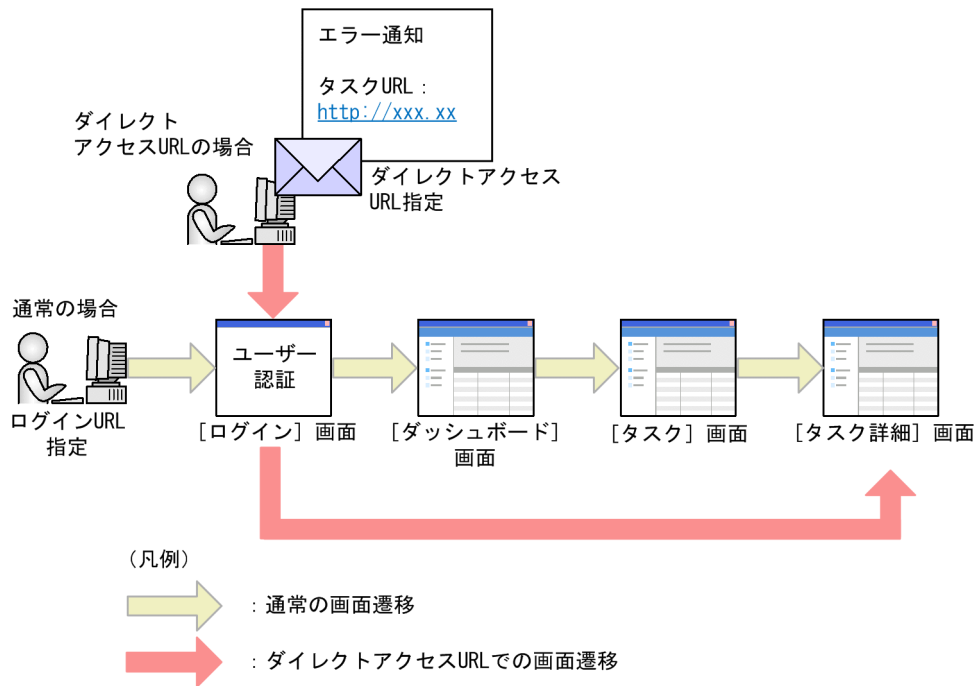 エラー通知
タスクURL：
http://xxx.xx
ダイレクト
アクセスURLの場合
ダイレクトアクセス
URL指定
通常の場合
ログインURL
指定
ユーザー
認証
［ログイン］画面
［ダッシュボード］
画面
［タスク］画面
［タスク詳細］画面
（凡例）
：通常の画面遷移
：ダイレクトアクセスURLでの画面遷移